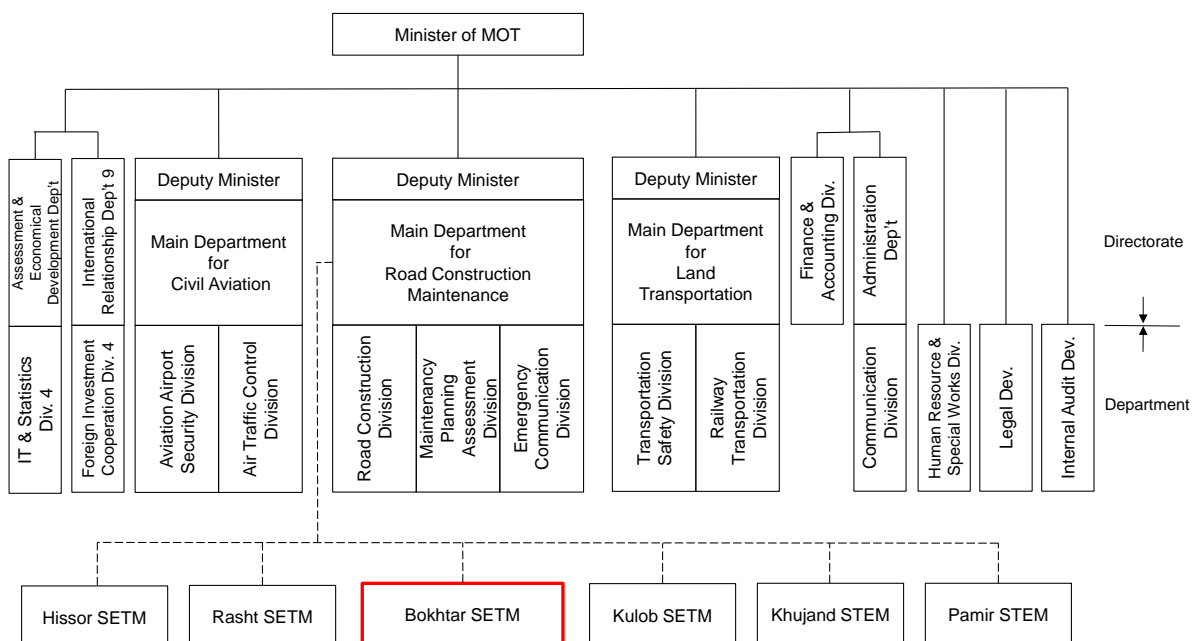 Minister of MOT
Assessment &
Economical
Development Dep't
International
Relationship Dep't 9
Deputy Minister
Main Department
for
Civil Aviation
Deputy Minister
Main Department
for
Road Construction
Maintenance
Deputy Minister
Main Department
for
Land
Transportation
Finance &
Accounting Div.
Administration
Dep't
Directorate
IT & Statistics
Div. 4
Foreign Investment
Cooperation Div. 4
Aviation Airport
Security Division
Air Traffic Control
Division
Road Construction
Division
Maintenancy
Planning
Assessment
Division
Emergency
Communication
Division
Transportation
Safety Division
Railway
Transportation
Division
Communication
Division
Human Resource &
Special Works Div.
Legal Dev.
Internal Audit Dev.
Department
Hissor SETM
Rasht SETM
Bokhtar SETM
Kulob SETM
Khujand STEM
Pamir STEM